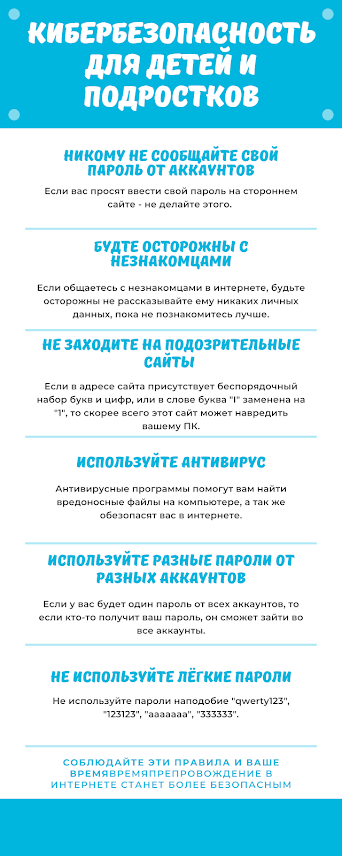 КИБЕРБЕЗОПАСНОСТЬ
ДЛЯ ДЕТЕЙ И
ПОДРОСТКОВ
НИКОМУ НЕ СООБЩАЙТЕ СВОЙ
ПАРОЛЬ ОТ АККАУНТОВ
Если вас просят ввести свой пароль на стороннем
сайте - не делайте этого.
БУДТЕ ОСТОРОЖНЫ С
НЕЗНАКОМЦАМИ
Если общаетесь с незнакомцами в интернете, будьте
осторожны не рассказывайте ему никаких личных
данных, пока не познакомитесь лучше.
НЕ ЗАХОДИТЕ НА ПОДОЗРИТЕЛЬНЫЕ
САЙТЫ
Если в адресе сайта присутствует беспорядочный
набор букв и цифр, или в слове буква "l" заменена на
"1", то скорее всего этот сайт может навредить
вашему ПК.
ИСПОЛЬЗУЙТЕ АНТИВИРУС
Антивирусные программы помогут вам найти
вредоносные файлы на компьютере, а так же
обезопасят вас в интернете.
ИСПОЛЬЗУЙТЕ РАЗНЫЕ ПАРОЛИ ОТ
РАЗНЫХ АККАУНТОВ
Если у вас будет один пароль от всех аккаунтов, то
если кто-то получит ваш пароль, он сможет зайти во
все аккаунты.
НЕ ИСПОЛЬЗУЙТЕ ЛЁГКИЕ ПАРОЛИ
Не используйте пароли наподобие "qwerty123",
"123123", "aaaaaaa", "333333".
СОБЛЮДАЙТЕ ЭТИ ПРАВИЛА И ВАШЕ
ВРЕМЯВРЕМЯПРЕПРОВОЖДЕНИЕ В
ИНТЕРНЕТЕ СТАНЕТ БОЛЕЕ БЕЗОПАСНЫМ